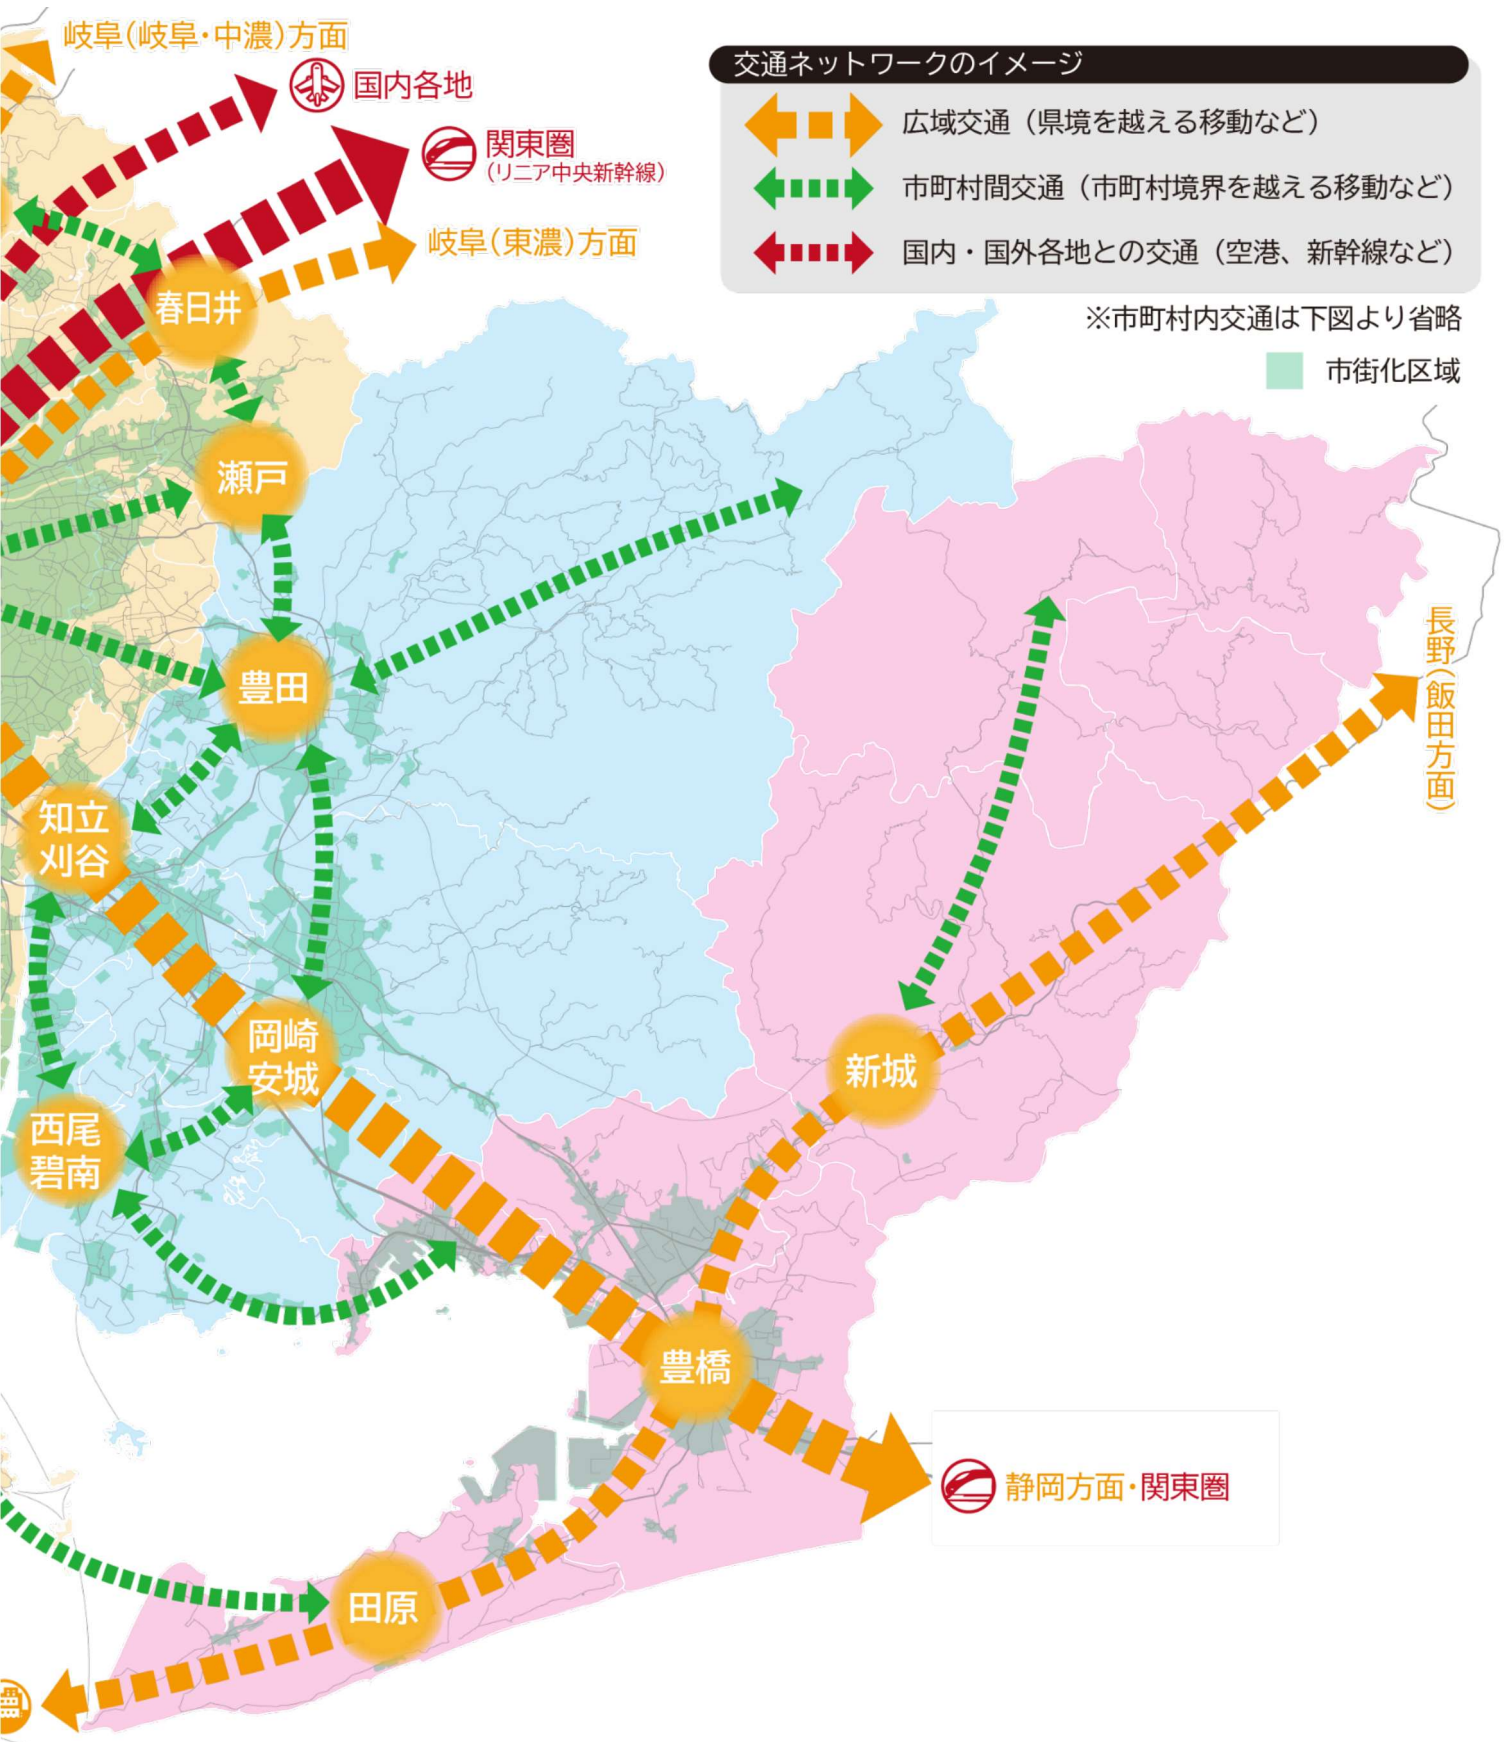 岐阜(岐阜・中濃)方面
国内各地
関東圏
(リニア中央新幹線)
岐阜(東濃)方面
交通ネットワークのイメージ
広域交通（県境を越える移動など）
市町村間交通（市町村境界を越える移動など）
国内・国外各地との交通（空港、新幹線など）
※市町村内交通は下図より省略
市街化区域
春日井
瀬戸
豊田
長野(飯田方面)
知立
刈谷
岡崎
安城
新城
西尾
碧南
豊橋
静岡方面・関東圏
田原